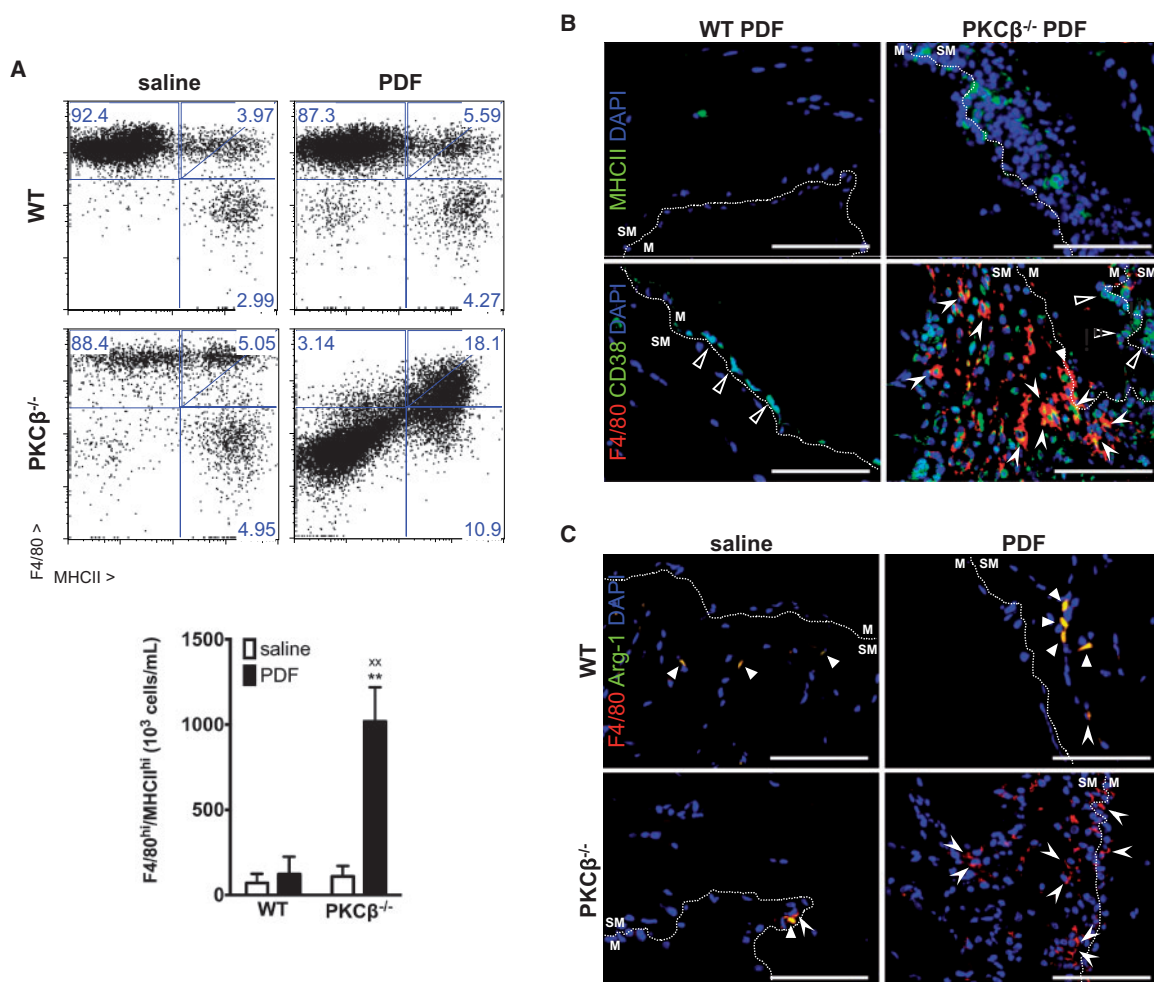 A
saline
PDF
WT
92.4
3.97
2.99
87.3
5.59
4.27
PKCβ⁻/⁻
88.4
5.05
4.95
3.14
18.1
10.9
F4/80 >
MHCII >
F4/80ʰⁱ/MHCIIʰⁱ (10³ cells/mL)
1500
1000
500
0
saline
PDF
xx
**
WT
PKCβ⁻/⁻
B
WT PDF
PKCβ⁻/⁻ PDF
MHCII DAPI
SM
M
M
SM
F4/80 CD38 DAPI
M
SM
SM
M
M
SM
C
saline
PDF
WT
F4/80 Arg-1 DAPI
M
SM
M
SM
PKCβ⁻/⁻
SM
M
SM
M